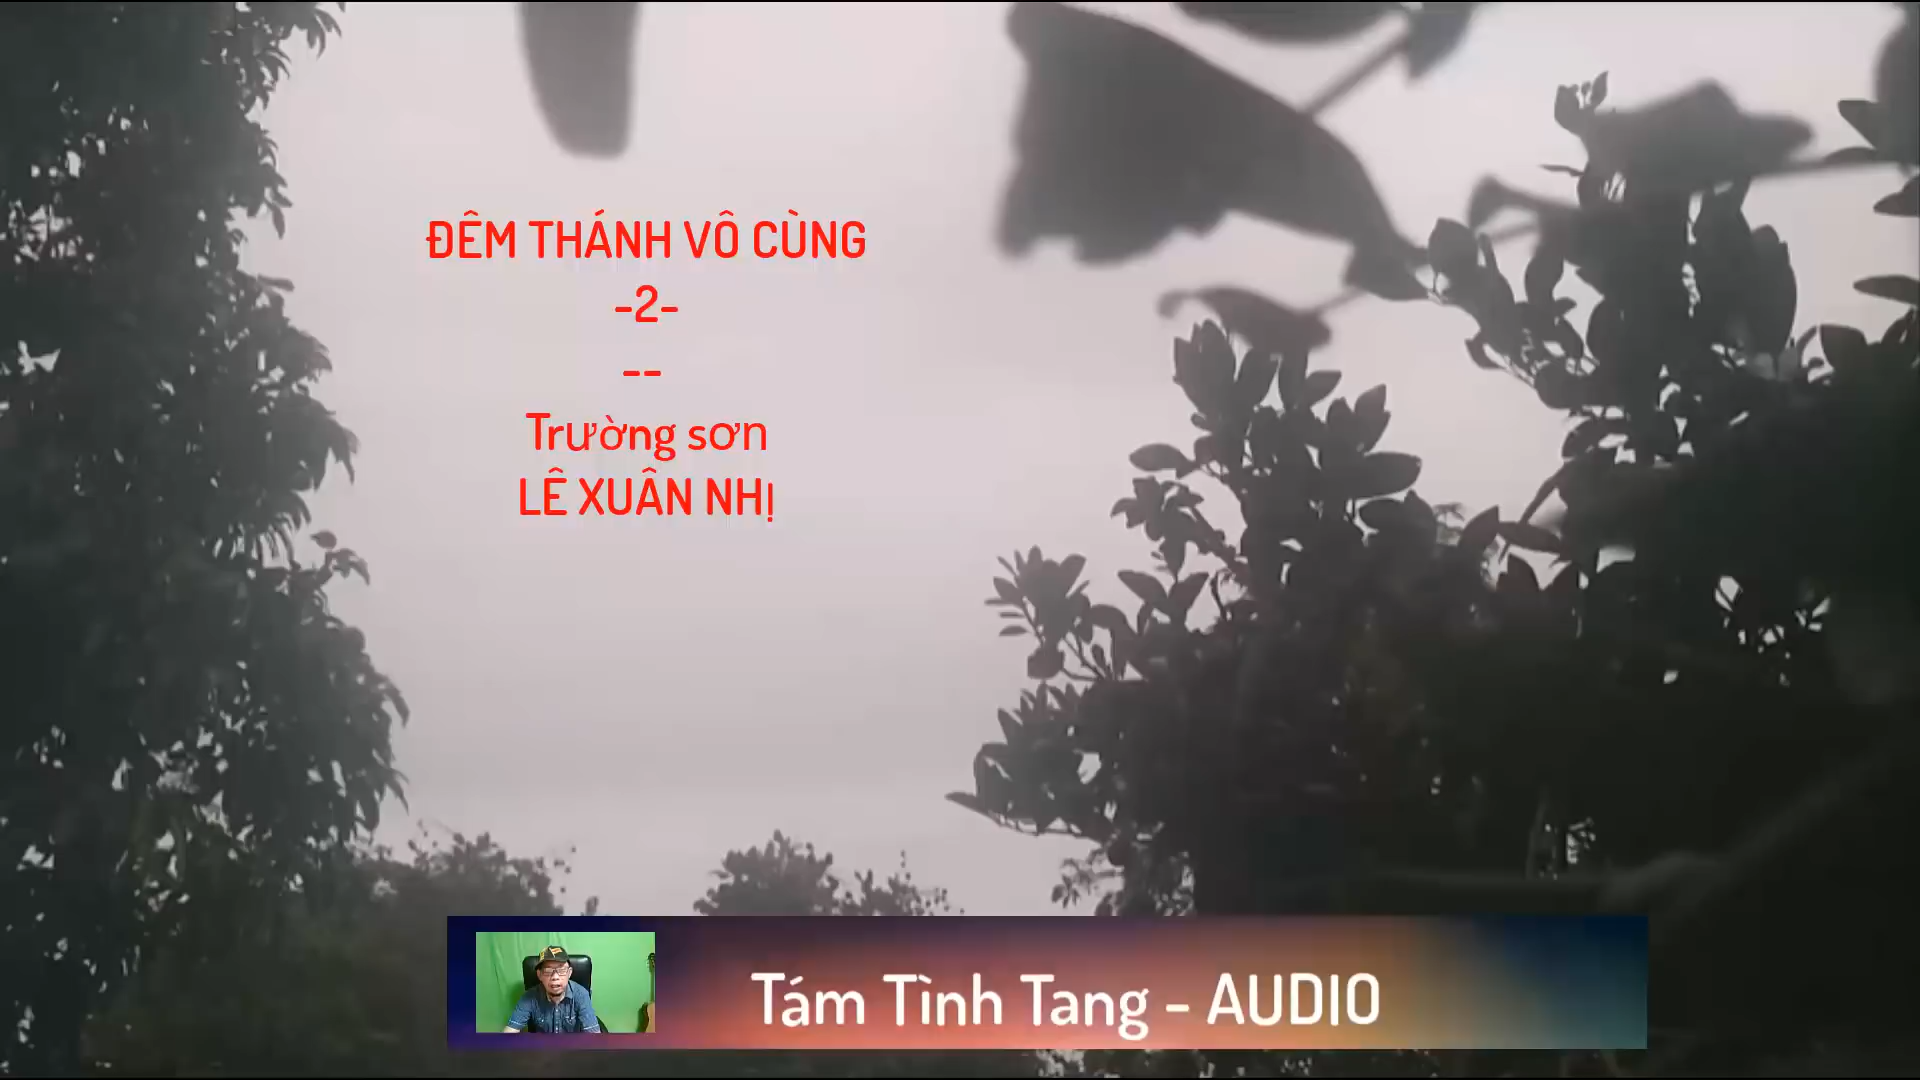 ĐÊM THÁNH VÔ CÙNG
-2-
--
Trường sơn
LÊ XUÂN NHỊ
Tám Tình Tang - AUDIO